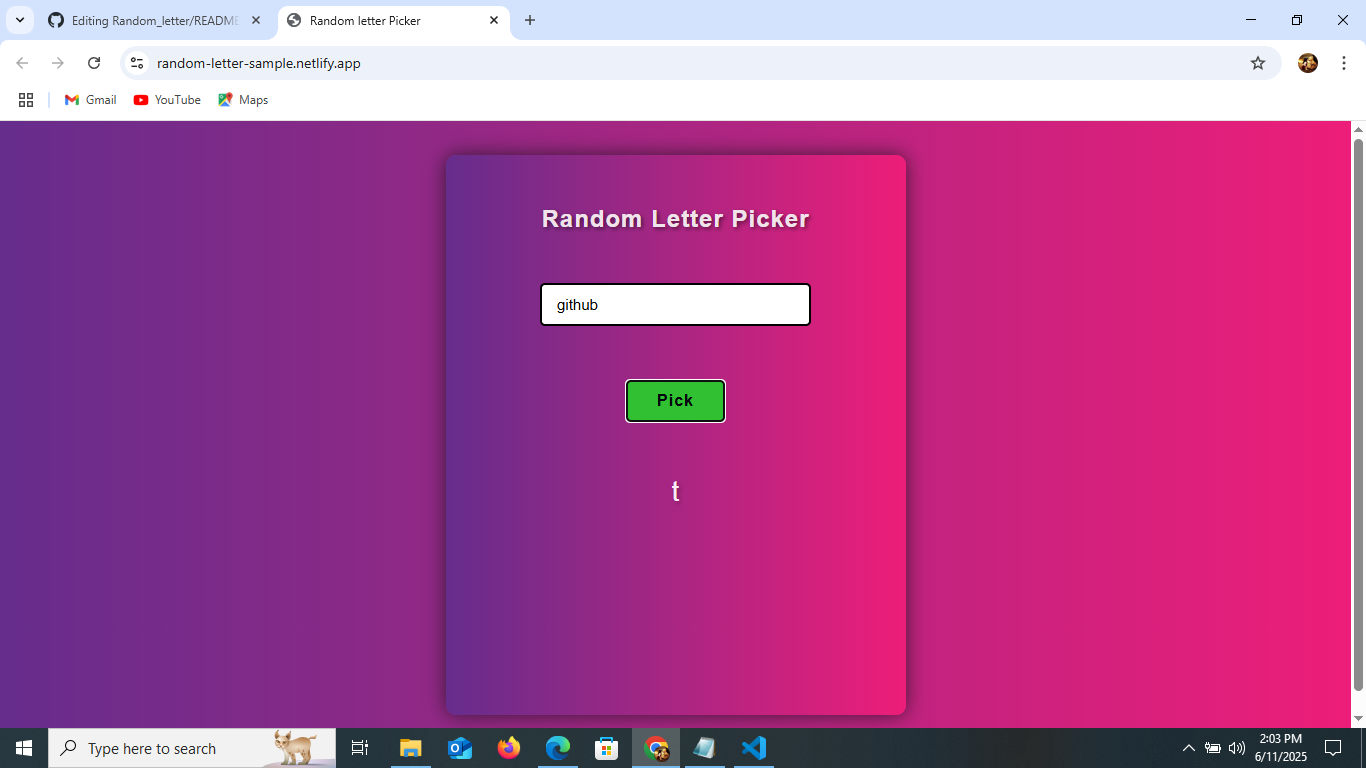 Editing Random_letter/README
Random letter Picker
random-letter-sample.netlify.app
Gmail
YouTube
Maps
Random Letter Picker
github
Pick
t
Type here to search
2:03 PM
6/11/2025